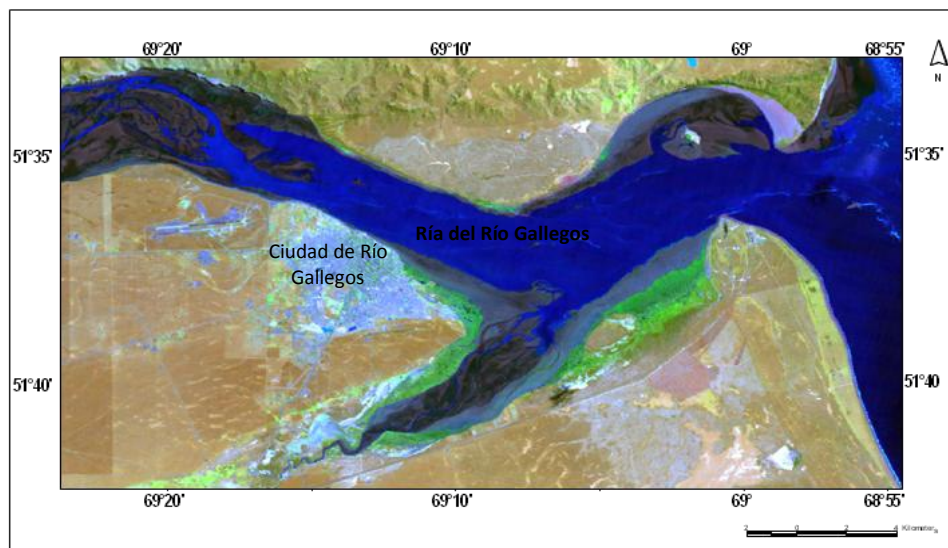 69°20´ 69°10´ 69° 68°55´
N
51°35´ 51°35´
Ría del Río Gallegos
Ciudad de Río
Gallegos
51°40´ 51°40
69°20´ 69°10´ 69° 68°55´
2 0 2 4 Kilometers